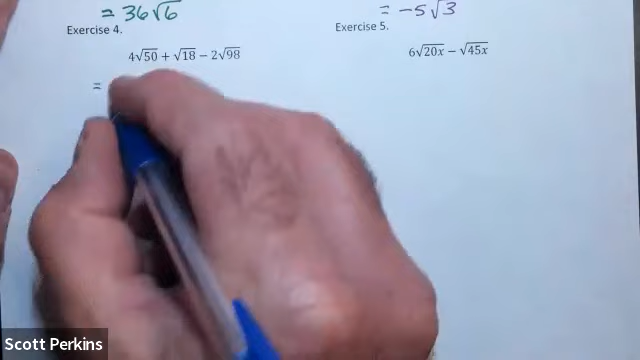 = 36√6
= -5√3
Exercise 4.
Exercise 5.
4√50 + √18 − 2√98
6√20x − √45x
=
Scott Perkins